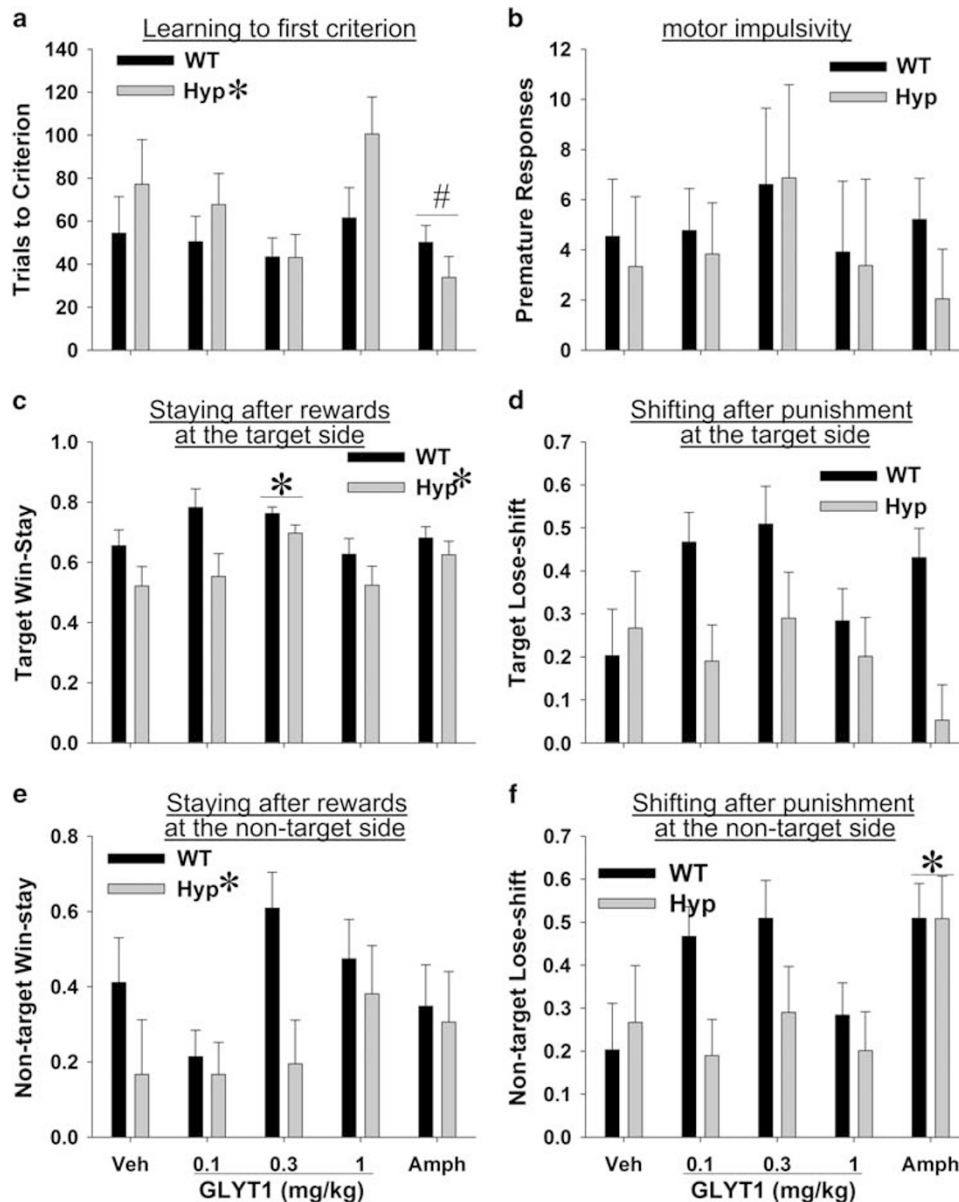 a
Learning to first criterion
140
120
100
80
60
40
20
0
Trials to Criterion
WT
Hyp*
#
b
motor impulsivity
12
10
8
6
4
2
0
Premature Responses
WT
Hyp
c
Staying after rewards
at the target side
1.0
0.8
0.6
0.4
0.2
0.0
Target Win-Stay
WT
Hyp*
*
d
Shifting after punishment
at the target side
0.7
0.6
0.5
0.4
0.3
0.2
0.1
0.0
Target Lose-shift
WT
Hyp
e
Staying after rewards
at the non-target side
0.8
0.6
0.4
0.2
0.0
Non-target Win-stay
WT
Hyp*
Veh 0.1 0.3 1 Amph
GLYT1 (mg/kg)
f
Shifting after punishment
at the non-target side
0.7
0.6
0.5
0.4
0.3
0.2
0.1
0.0
Non-target Lose-shift
WT
Hyp
*
Veh 0.1 0.3 1 Amph
GLYT1 (mg/kg)